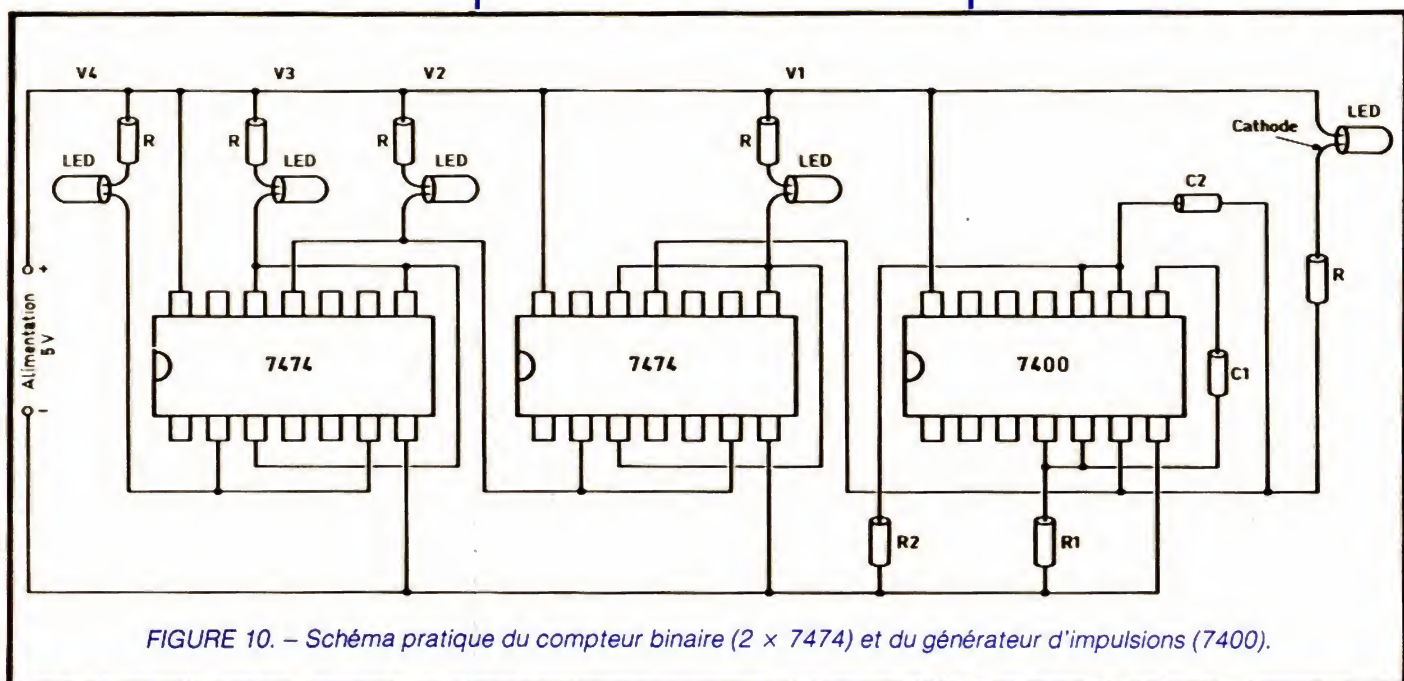 V4 V3 V2 V1
LED
R
R
LED
R
LED
R
LED
Cathode
LED
C2
R
+
Alimentation
5 V
-
7474
7474
7400
C1
R2
R1
FIGURE 10. – Schéma pratique du compteur binaire (2 × 7474) et du générateur d'impulsions (7400).